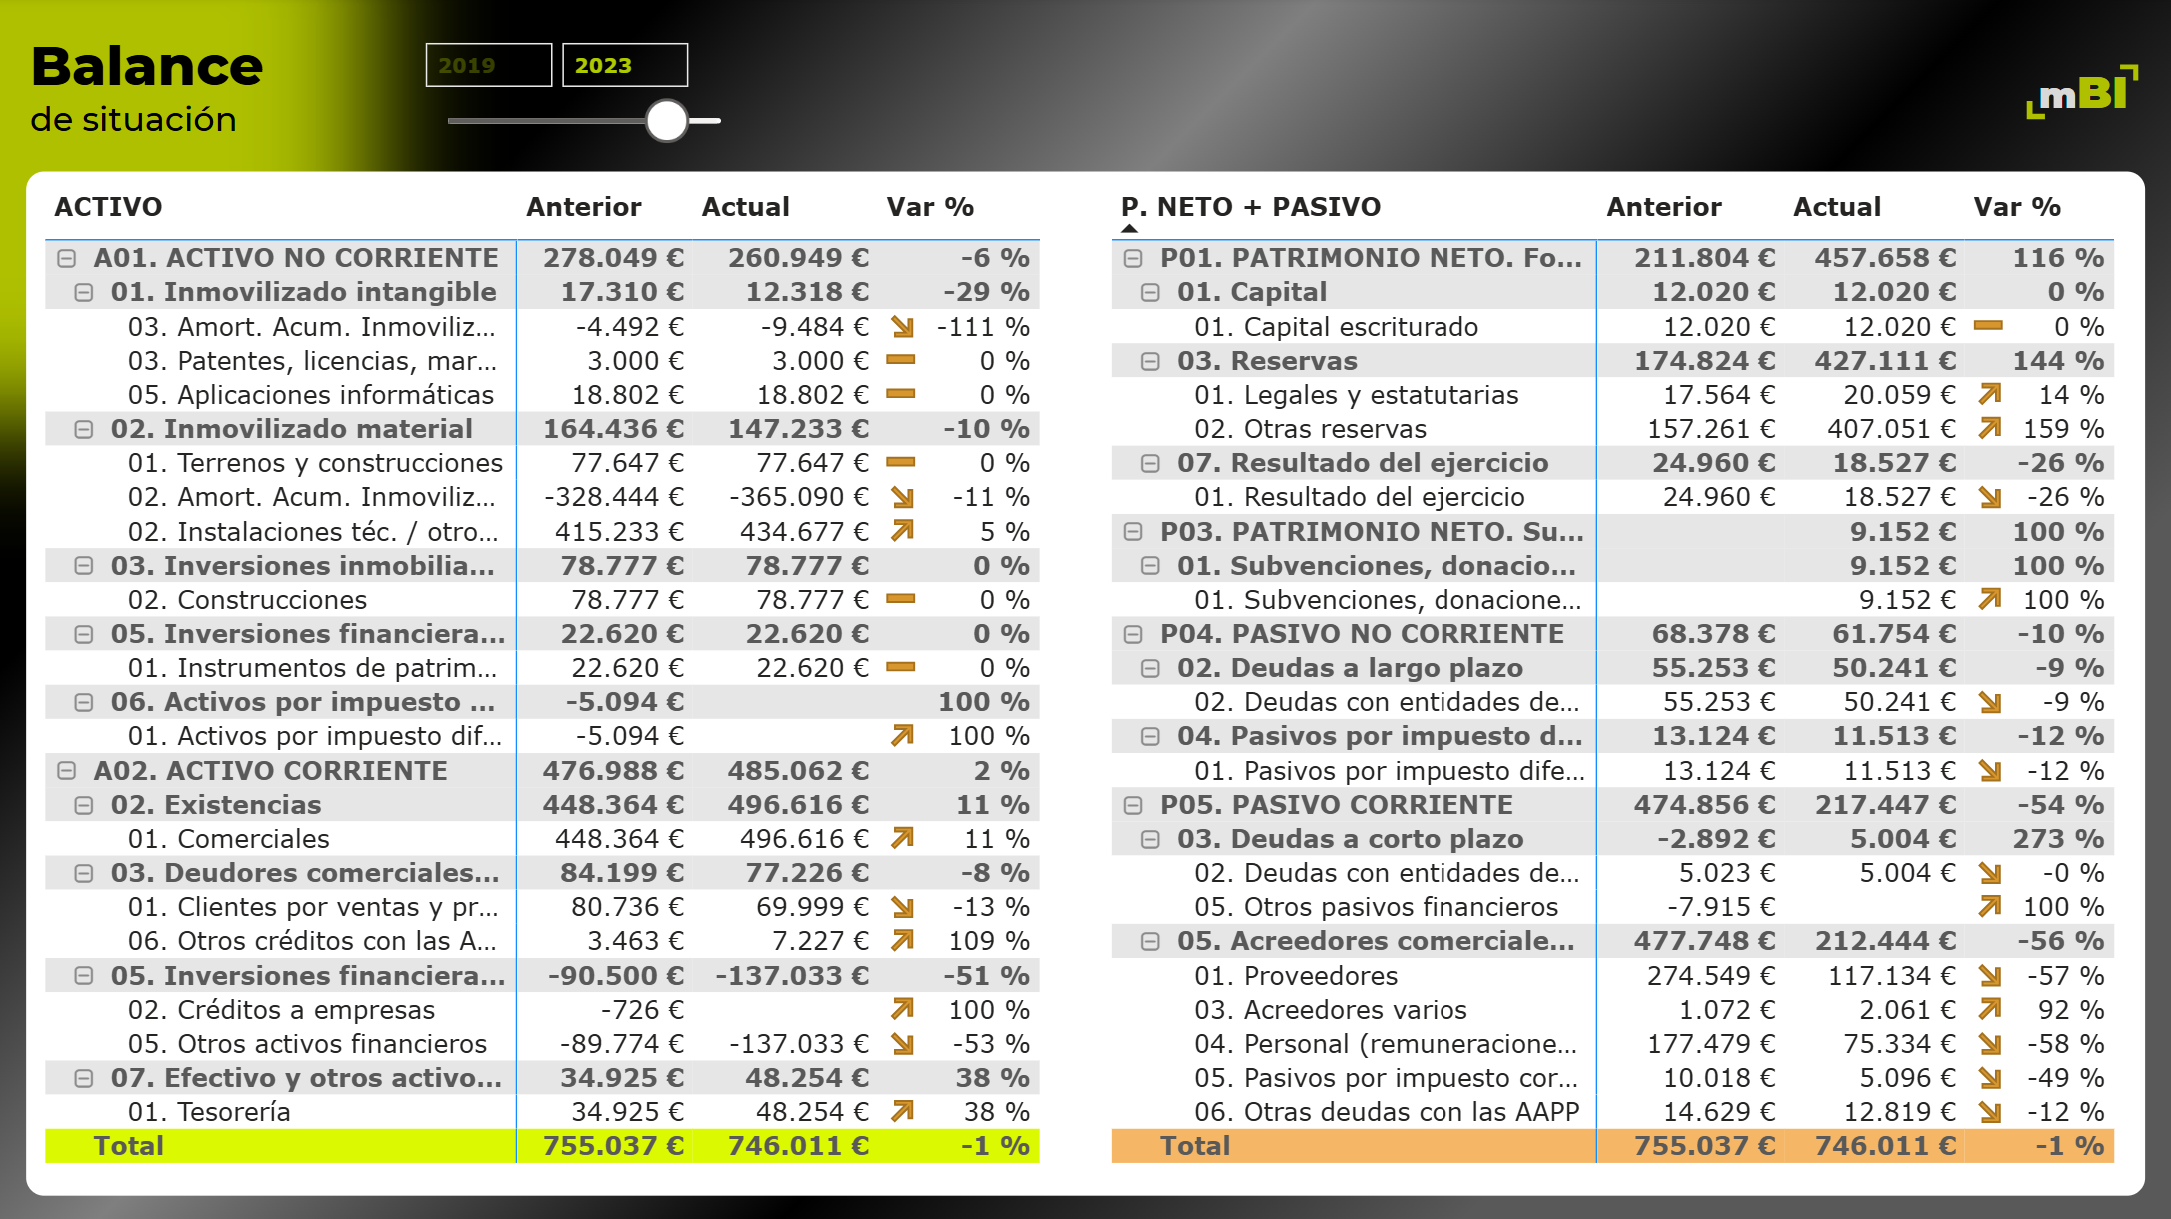 Balance
de situación
2019 2023
mBI
ACTIVO Anterior Actual Var %
A01. ACTIVO NO CORRIENTE 278.049 € 260.949 € -6 %
01. Inmovilizado intangible 17.310 € 12.318 € -29 %
03. Amort. Acum. Inmoviliz... -4.492 € -9.484 € -111 %
03. Patentes, licencias, mar... 3.000 € 3.000 € 0 %
05. Aplicaciones informáticas 18.802 € 18.802 € 0 %
02. Inmovilizado material 164.436 € 147.233 € -10 %
01. Terrenos y construcciones 77.647 € 77.647 € 0 %
02. Amort. Acum. Inmoviliz... -328.444 € -365.090 € -11 %
02. Instalaciones téc. / otro... 415.233 € 434.677 € 5 %
03. Inversiones inmobilia... 78.777 € 78.777 € 0 %
02. Construcciones 78.777 € 78.777 € 0 %
05. Inversiones financiera... 22.620 € 22.620 € 0 %
01. Instrumentos de patrim... 22.620 € 22.620 € 0 %
06. Activos por impuesto ... -5.094 € 100 %
01. Activos por impuesto dif... -5.094 € 100 %
A02. ACTIVO CORRIENTE 476.988 € 485.062 € 2 %
02. Existencias 448.364 € 496.616 € 11 %
01. Comerciales 448.364 € 496.616 € 11 %
03. Deudores comerciales... 84.199 € 77.226 € -8 %
01. Clientes por ventas y pr... 80.736 € 69.999 € -13 %
06. Otros créditos con las A... 3.463 € 7.227 € 109 %
05. Inversiones financiera... -90.500 € -137.033 € -51 %
02. Créditos a empresas -726 € 100 %
05. Otros activos financieros -89.774 € -137.033 € -53 %
07. Efectivo y otros activo... 34.925 € 48.254 € 38 %
01. Tesorería 34.925 € 48.254 € 38 %
Total 755.037 € 746.011 € -1 %
P. NETO + PASIVO Anterior Actual Var %
P01. PATRIMONIO NETO. Fo... 211.804 € 457.658 € 116 %
01. Capital 12.020 € 12.020 € 0 %
01. Capital escriturado 12.020 € 12.020 € 0 %
03. Reservas 174.824 € 427.111 € 144 %
01. Legales y estatutarias 17.564 € 20.059 € 14 %
02. Otras reservas 157.261 € 407.051 € 159 %
07. Resultado del ejercicio 24.960 € 18.527 € -26 %
01. Resultado del ejercicio 24.960 € 18.527 € -26 %
P03. PATRIMONIO NETO. Su... 9.152 € 100 %
01. Subvenciones, donacio... 9.152 € 100 %
01. Subvenciones, donacione... 9.152 € 100 %
P04. PASIVO NO CORRIENTE 68.378 € 61.754 € -10 %
02. Deudas a largo plazo 55.253 € 50.241 € -9 %
02. Deudas con entidades de... 55.253 € 50.241 € -9 %
04. Pasivos por impuesto d... 13.124 € 11.513 € -12 %
01. Pasivos por impuesto dife... 13.124 € 11.513 € -12 %
P05. PASIVO CORRIENTE 474.856 € 217.447 € -54 %
03. Deudas a corto plazo -2.892 € 5.004 € 273 %
02. Deudas con entidades de... 5.023 € 5.004 € -0 %
05. Otros pasivos financieros -7.915 € 100 %
05. Acreedores comerciale... 477.748 € 212.444 € -56 %
01. Proveedores 274.549 € 117.134 € -57 %
03. Acreedores varios 1.072 € 2.061 € 92 %
04. Personal (remuneracione... 177.479 € 75.334 € -58 %
05. Pasivos por impuesto cor... 10.018 € 5.096 € -49 %
06. Otras deudas con las AAPP 14.629 € 12.819 € -12 %
Total 755.037 € 746.011 € -1 %